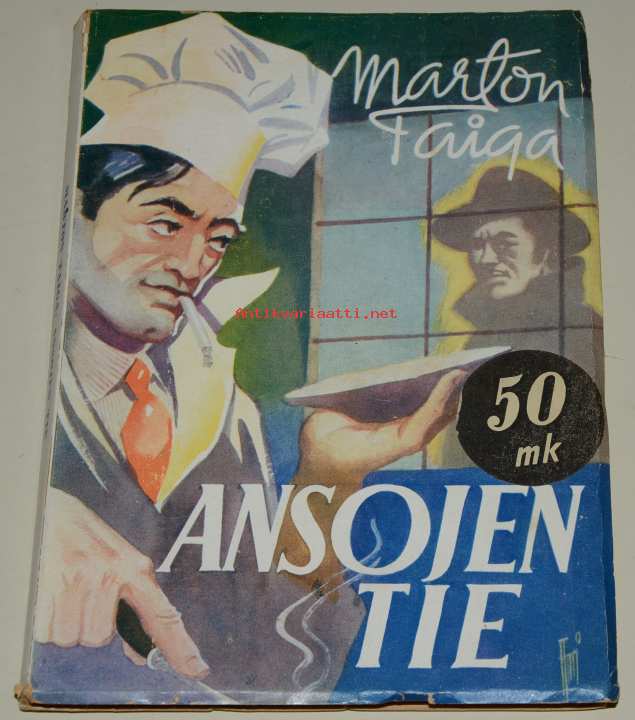 Marton
Taiga
Antikvariaatti.net
50
mk
ANSOJEN
TIE